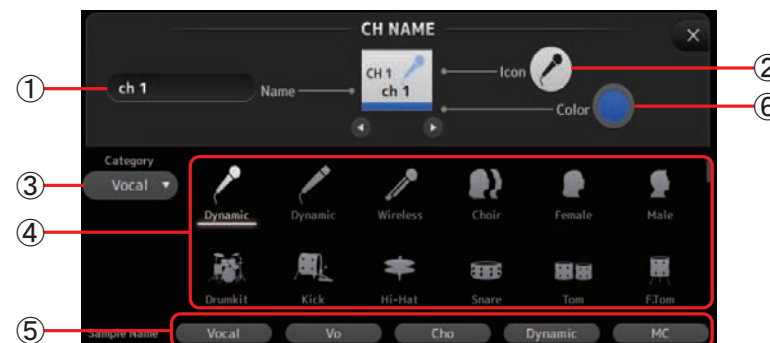 CH NAME
×
① ch 1 Name CH 1 ch 1 Icon ②
Color ⑥
Category
③ Vocal ▼
④ Dynamic Dynamic Wireless Choir Female Male
Drumkit Kick Hi-Hat Snare Tom F.Tom
⑤ Sample Name Vocal Vo Cho Dynamic MC